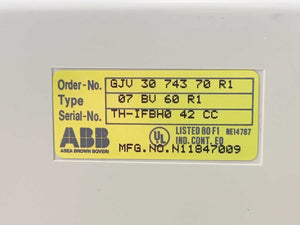 Order-No. GJV 30 743 70 R1
Type 07 BV 60 R1
Serial-No. TH-IFBH0 42 CC
ABB
ASEA BROWN BOVERI
UL LISTED 80 F1 NE14787
IND. CONT. EQ
MFG.NO.N11847009